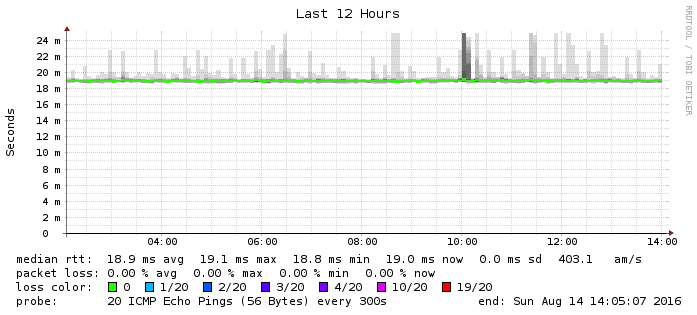 Last 12 Hours
RRDTOOL / TOBI OETIKER
Seconds
24 m
22 m
20 m
18 m
16 m
14 m
12 m
10 m
8 m
6 m
4 m
2 m
0
04:00 06:00 08:00 10:00 12:00 14:00
median rtt: 18.9 ms avg 19.1 ms max 18.8 ms min 19.0 ms now 0.0 ms sd 403.1 am/s
packet loss: 0.00 % avg 0.00 % max 0.00 % min 0.00 % now
loss color: 0 1/20 2/20 3/20 4/20 10/20 19/20
probe: 20 ICMP Echo Pings (56 Bytes) every 300s end: Sun Aug 14 14:05:07 2016